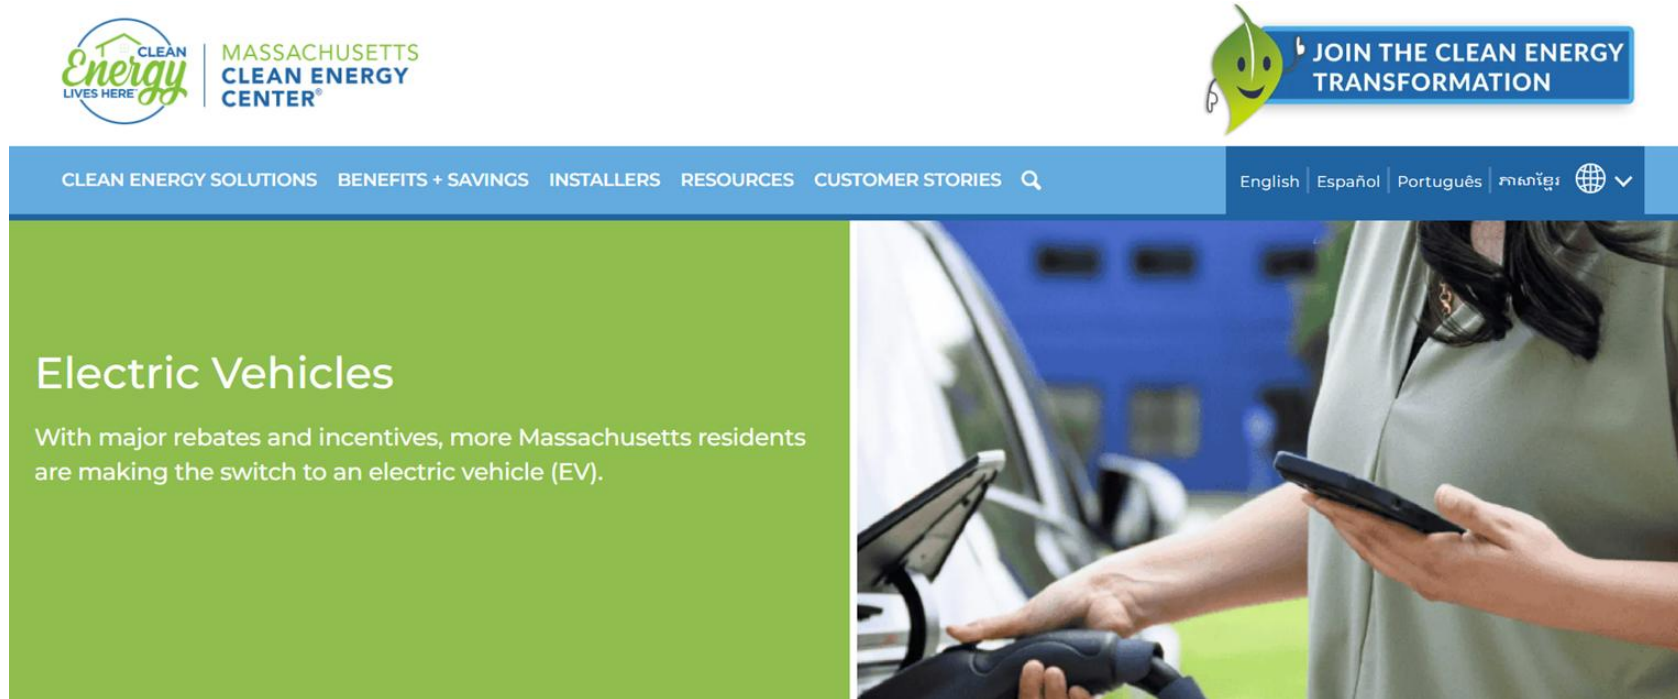 CLEAN
Energy
LIVES HERE
MASSACHUSETTS
CLEAN ENERGY
CENTER®
JOIN THE CLEAN ENERGY
TRANSFORMATION
CLEAN ENERGY SOLUTIONS BENEFITS + SAVINGS INSTALLERS RESOURCES CUSTOMER STORIES
English | Español | Português | ភាសាខ្មែរ
Electric Vehicles
With major rebates and incentives, more Massachusetts residents
are making the switch to an electric vehicle (EV).